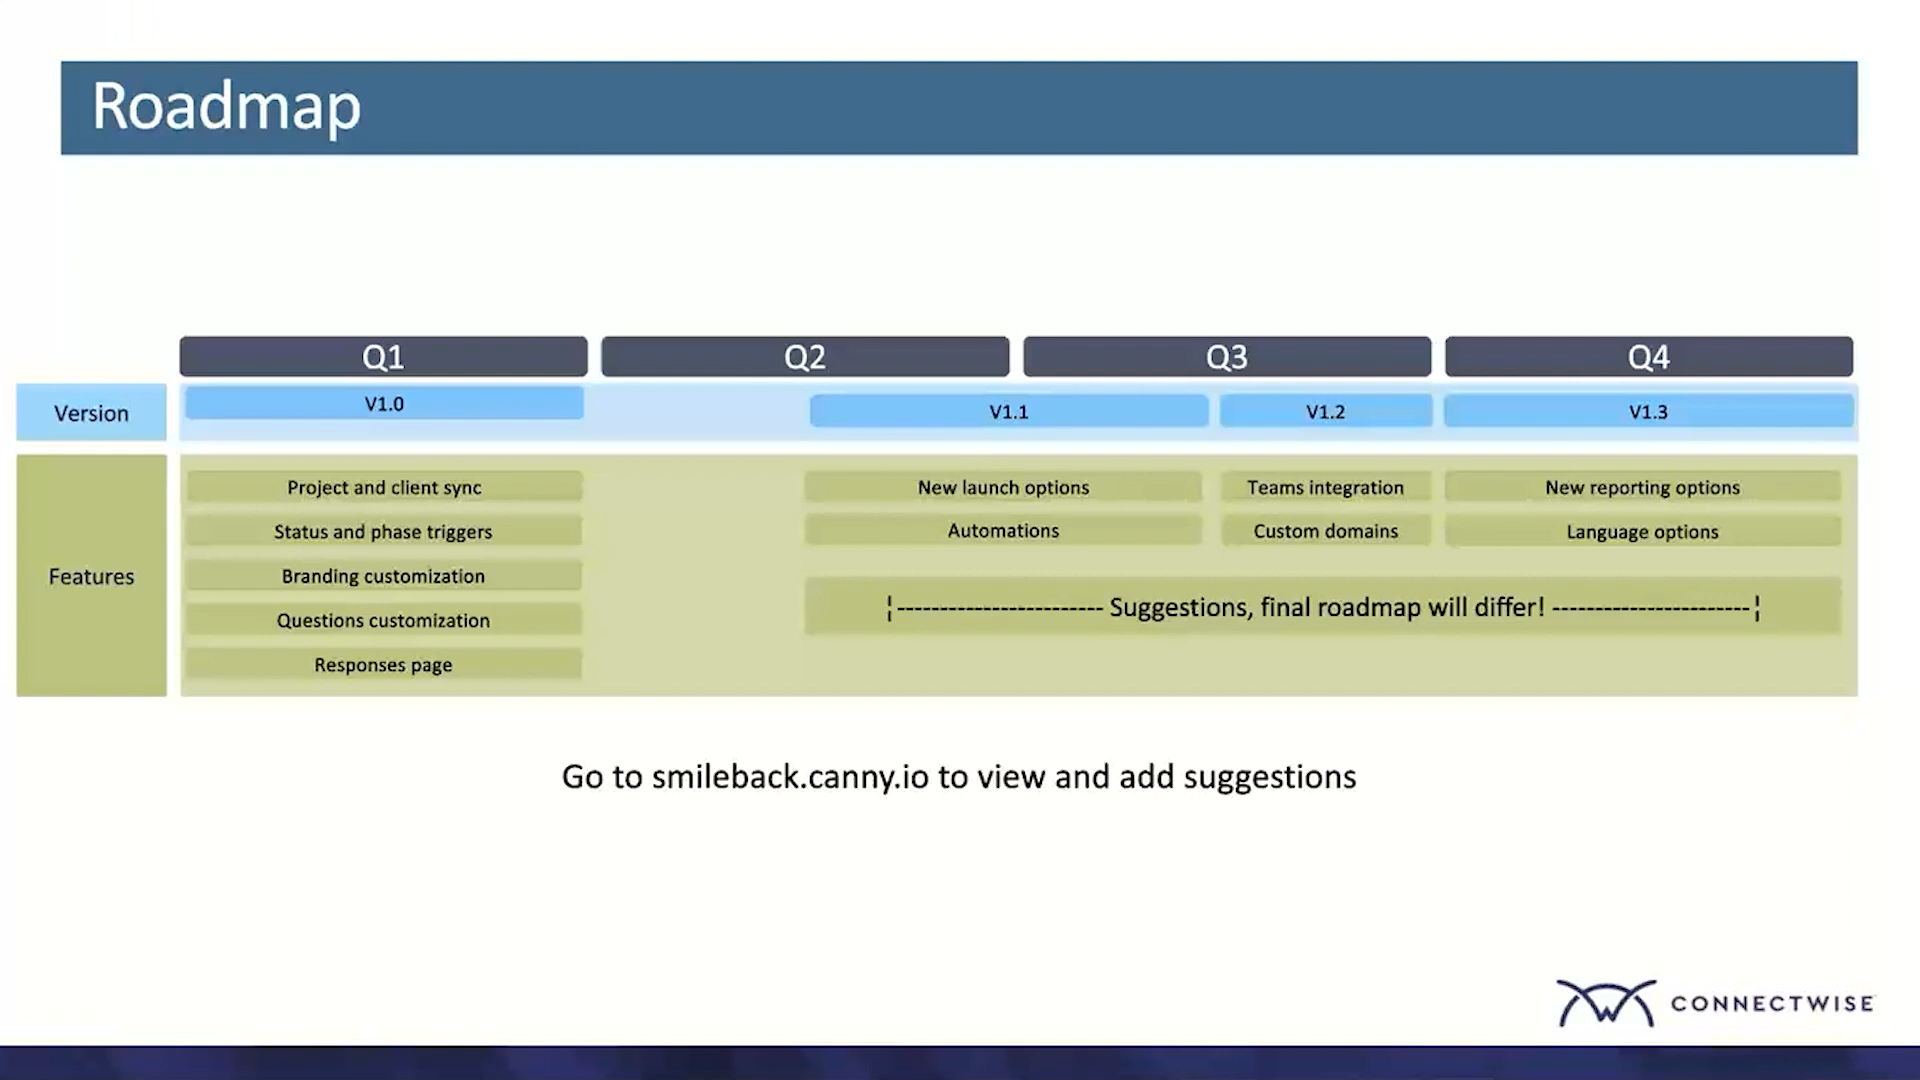 Roadmap
Q1 Q2 Q3 Q4
Version V1.0 V1.1 V1.2 V1.3
Features
Project and client sync
Status and phase triggers
Branding customization
Questions customization
Responses page
New launch options
Automations
Teams integration
Custom domains
New reporting options
Language options
¦------------------------ Suggestions, final roadmap will differ! -----------------------¦
Go to smileback.canny.io to view and add suggestions
CONNECTWISE